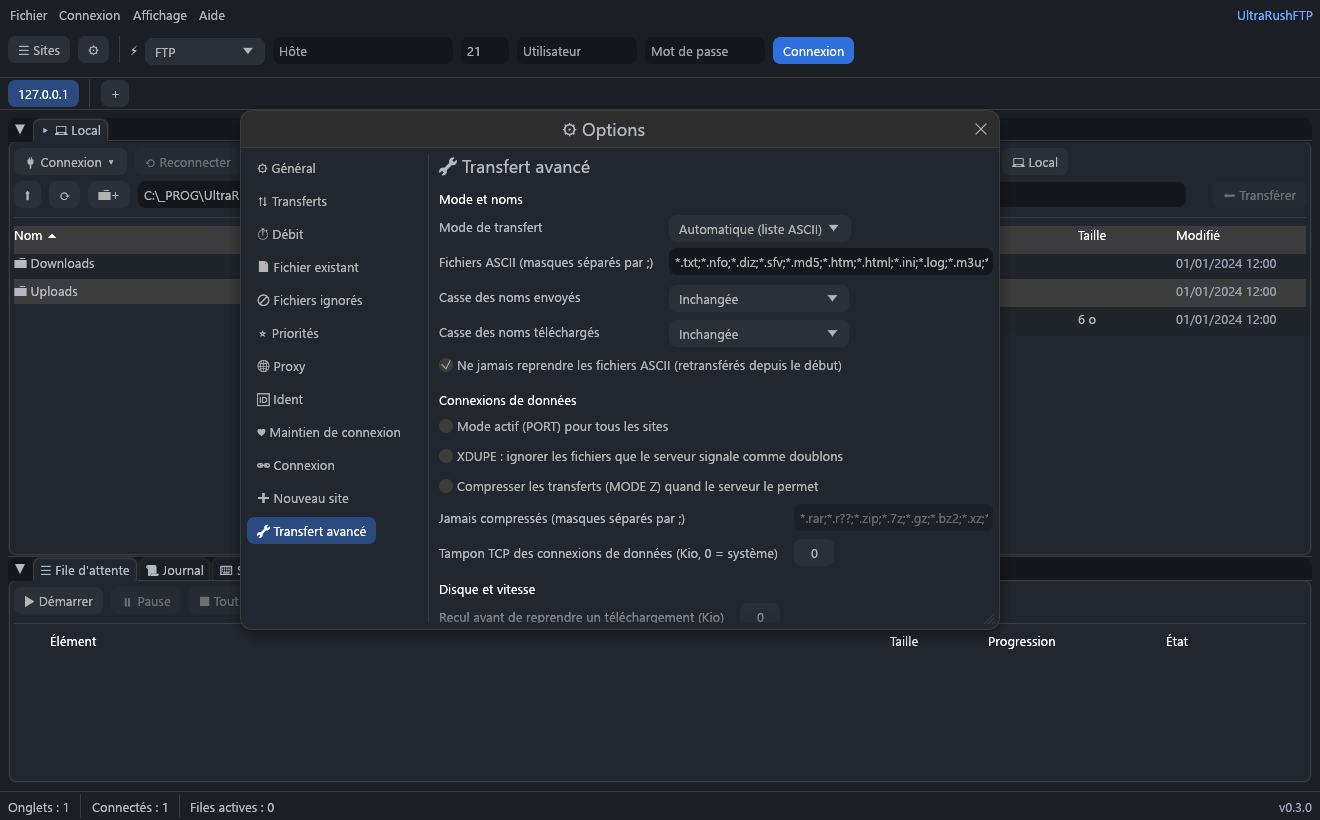 Fichier Connexion Affichage Aide UltraRushFTP
Sites FTP Hôte 21 Utilisateur Mot de passe Connexion
127.0.0.1 +
Local
Options
Connexion Reconnecter
Local
C:\_PROG\UltraR
Transférer
Nom
Taille Modifié
Downloads
01/01/2024 12:00
Uploads
01/01/2024 12:00
6 o 01/01/2024 12:00
Général
Transferts
Débit
Fichier existant
Fichiers ignorés
Priorités
Proxy
Ident
Maintien de connexion
Connexion
Nouveau site
Transfert avancé
Transfert avancé
Mode et noms
Mode de transfert Automatique (liste ASCII)
Fichiers ASCII (masques séparés par ;) *.txt;*.nfo;*.diz;*.sfv;*.md5;*.htm;*.html;*.ini;*.log;*.m3u;*
Casse des noms envoyés Inchangée
Casse des noms téléchargés Inchangée
Ne jamais reprendre les fichiers ASCII (retransférés depuis le début)
Connexions de données
Mode actif (PORT) pour tous les sites
XDUPE : ignorer les fichiers que le serveur signale comme doublons
Compresser les transferts (MODE Z) quand le serveur le permet
Jamais compressés (masques séparés par ;) *.rar;*.r??;*.zip;*.7z;*.gz;*.bz2;*.xz;*
Tampon TCP des connexions de données (Kio, 0 = système) 0
Disque et vitesse
Recul avant de reprendre un téléchargement (Kio) 0
File d'attente Journal S
Démarrer Pause Tout
Élément Taille Progression État
Onglets : 1 Connectés : 1 Files actives : 0 v0.3.0